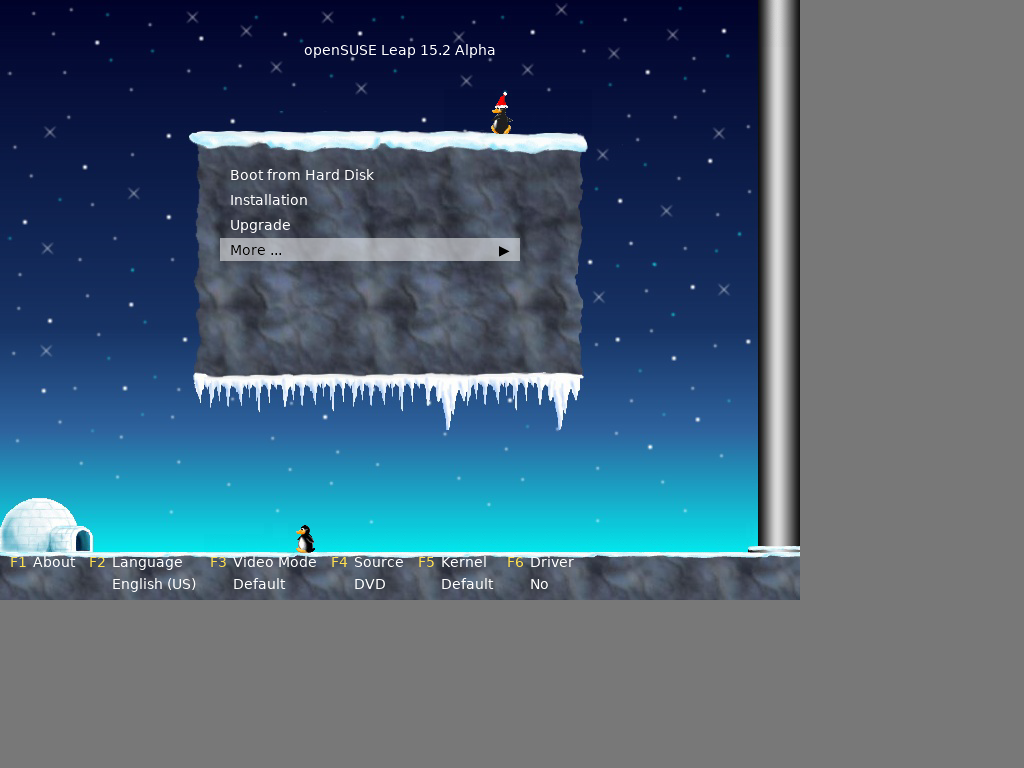 openSUSE Leap 15.2 Alpha
Boot from Hard Disk
Installation
Upgrade
More ...
F1 About F2 Language F3 Video Mode F4 Source F5 Kernel F6 Driver
English (US) Default DVD Default No